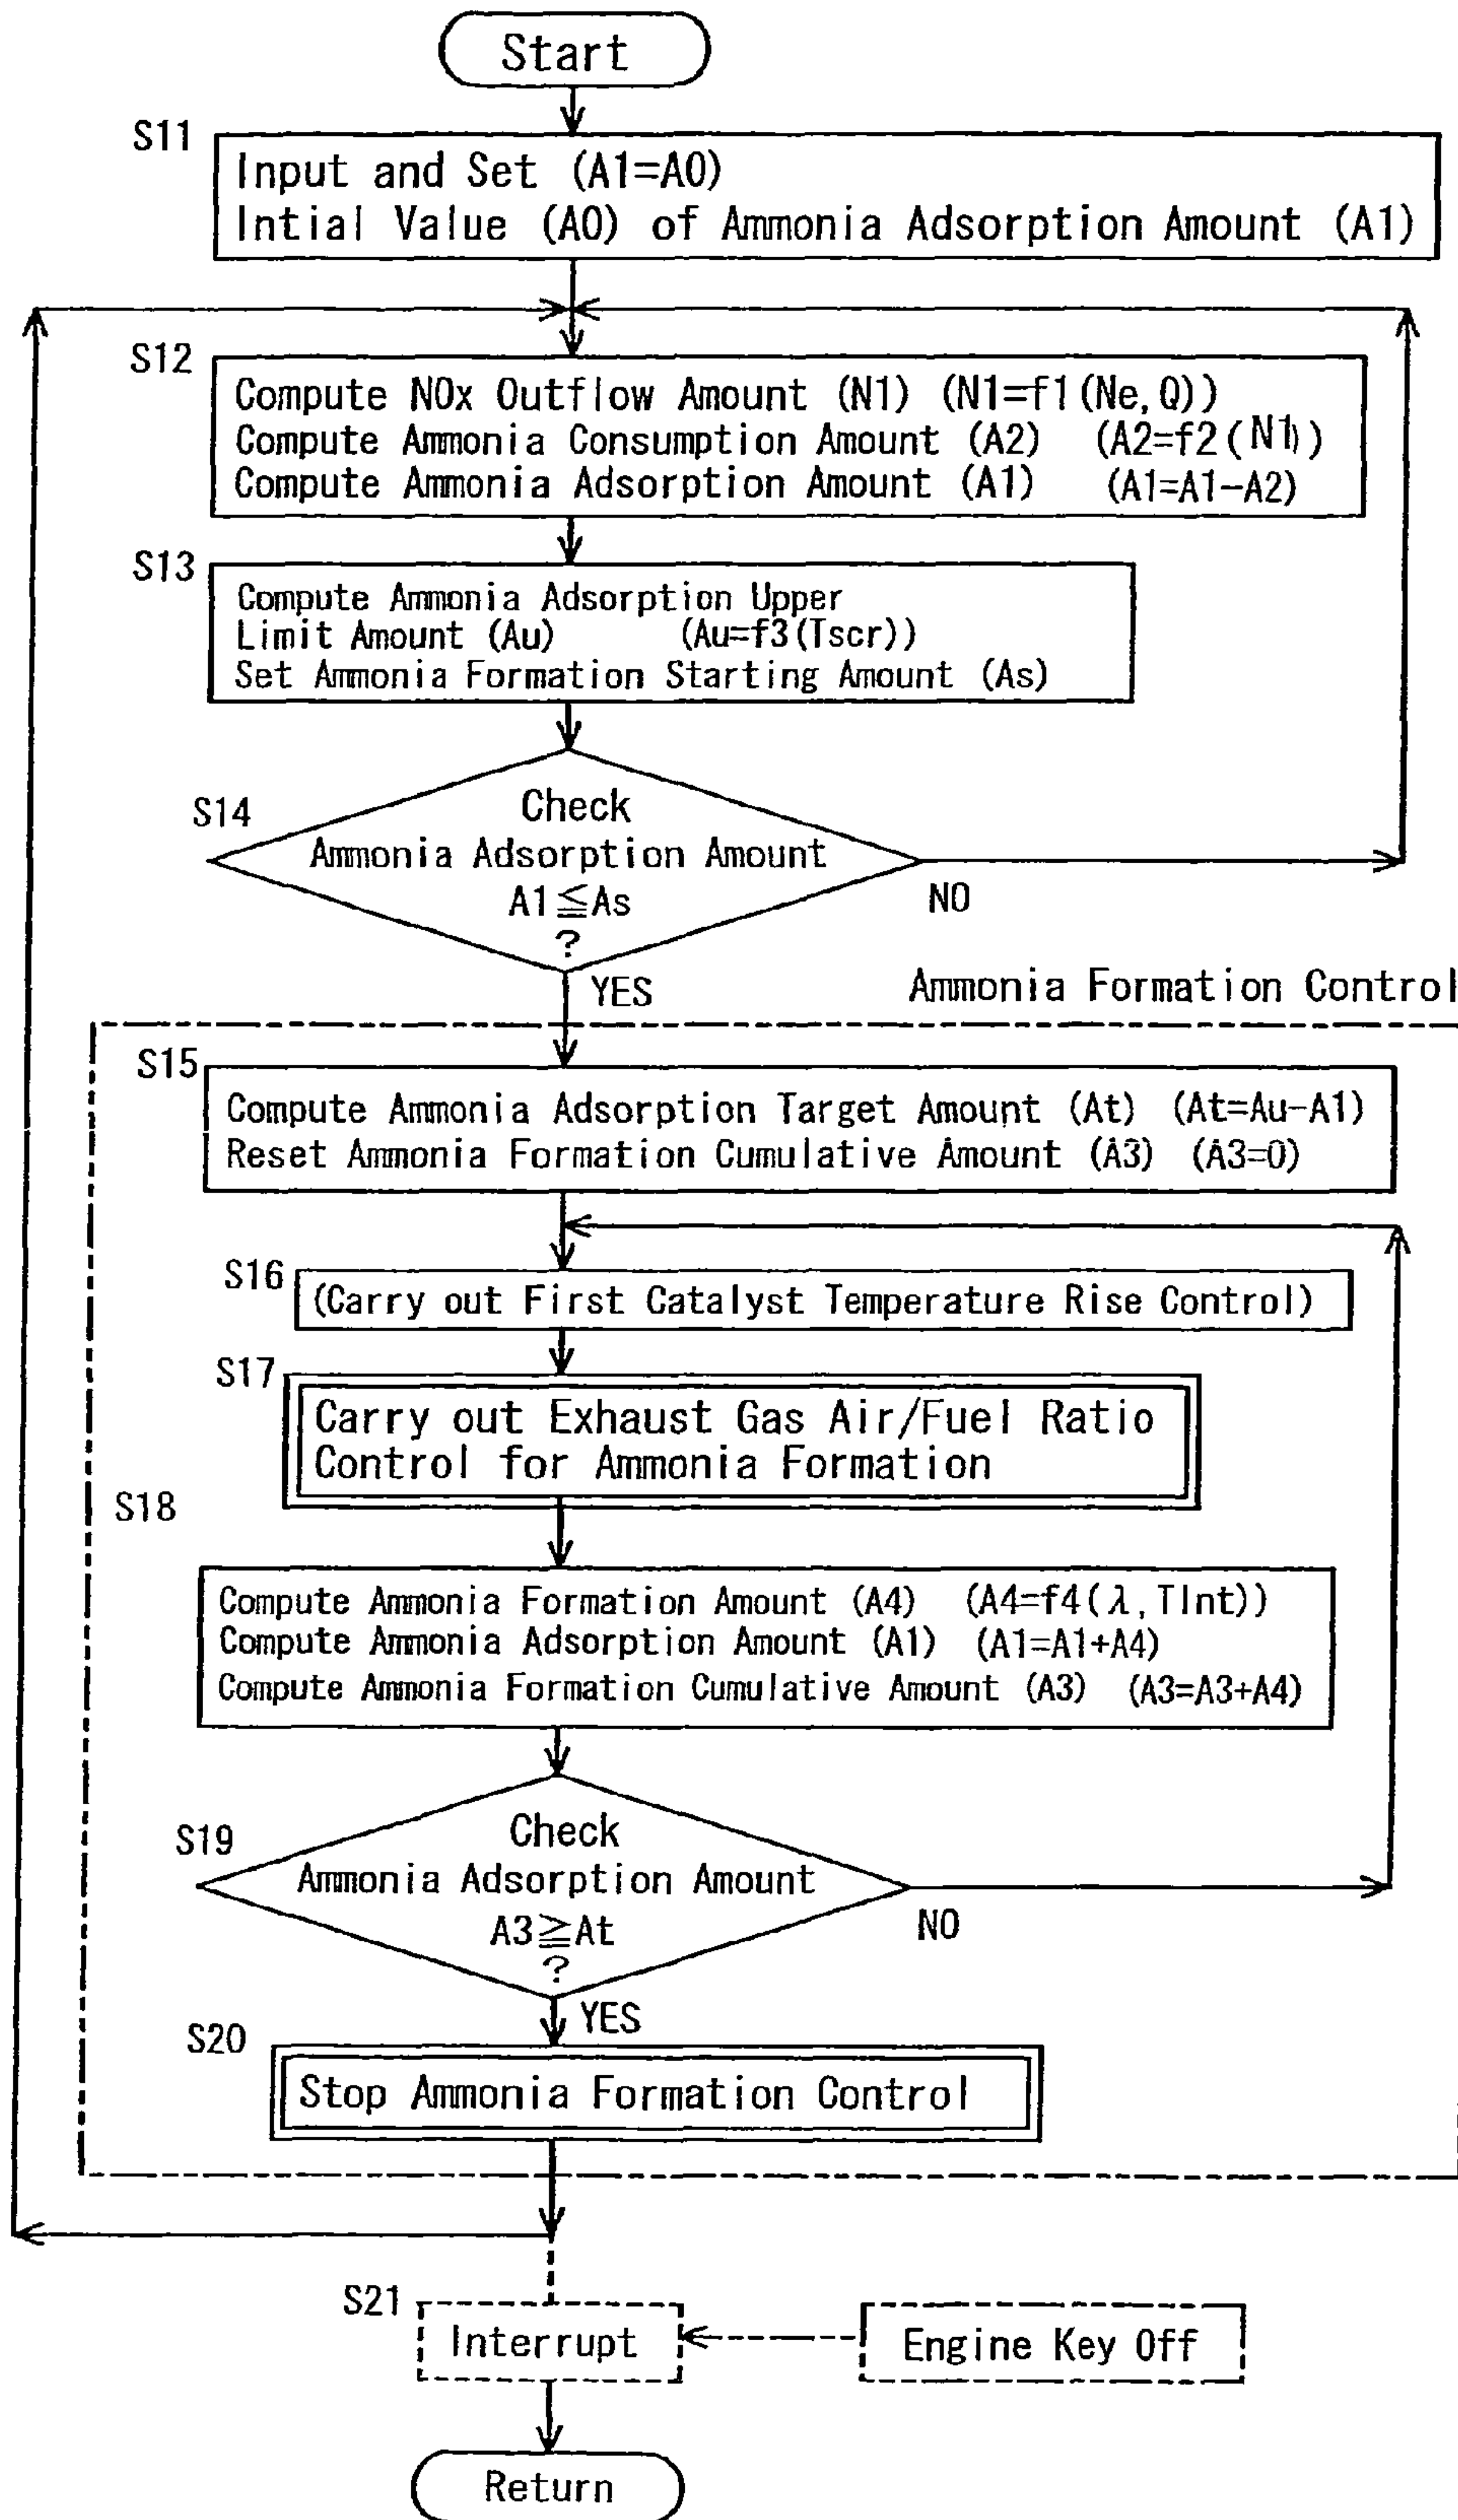 Start
S11
Input and Set (A1=A0)
Intial Value (A0) of Ammonia Adsorption Amount (A1)
S12
Compute NOx Outflow Amount (N1) (N1=f1(Ne,Q))
Compute Ammonia Consumption Amount (A2) (A2=f2(N1))
Compute Ammonia Adsorption Amount (A1) (A1=A1-A2)
S13
Compute Ammonia Adsorption Upper
Limit Amount (Au) (Au=f3(Tscr))
Set Ammonia Formation Starting Amount (As)
S14
Check
Ammonia Adsorption Amount
A1≦As
?
NO
YES
Ammonia Formation Control
S15
Compute Ammonia Adsorption Target Amount (At) (At=Au-A1)
Reset Ammonia Formation Cumulative Amount (A3) (A3=0)
S16
(Carry out First Catalyst Temperature Rise Control)
S17
Carry out Exhaust Gas Air/Fuel Ratio
Control for Ammonia Formation
S18
Compute Ammonia Formation Amount (A4) (A4=f4(λ,TInt))
Compute Ammonia Adsorption Amount (A1) (A1=A1+A4)
Compute Ammonia Formation Cumulative Amount (A3) (A3=A3+A4)
S19
Check
Ammonia Adsorption Amount
A3≧At
?
NO
YES
S20
Stop Ammonia Formation Control
S21
Interrupt
Engine Key Off
Return